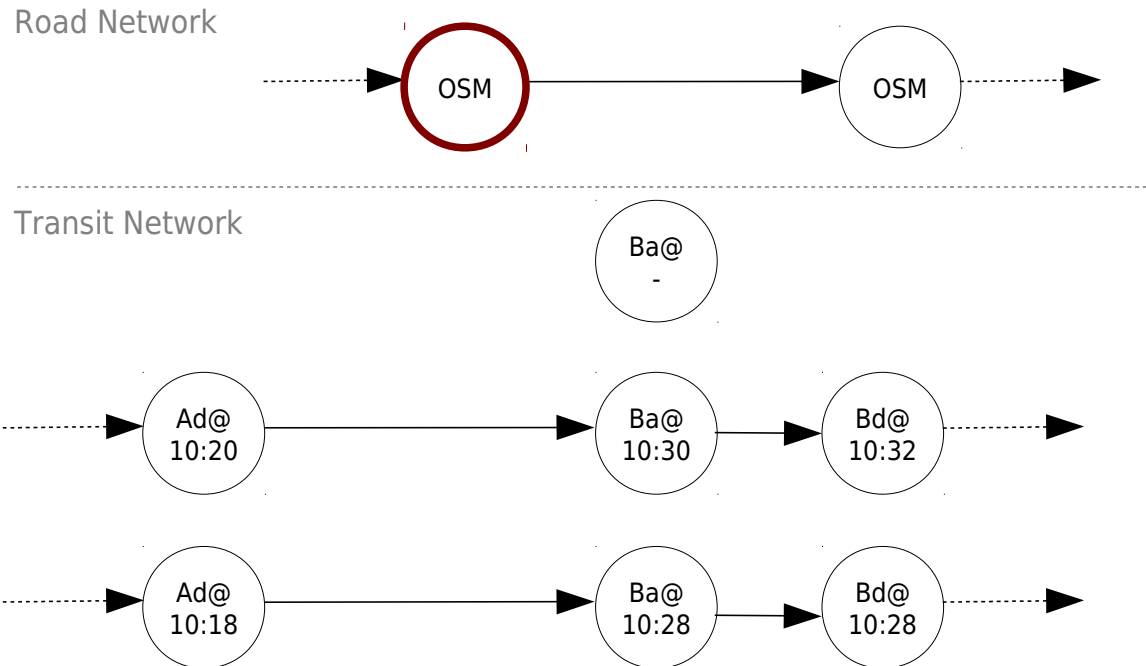 Road Network
OSM
OSM
Transit Network
Ba@
-
Ad@
10:20
Ba@
10:30
Bd@
10:32
Ad@
10:18
Ba@
10:28
Bd@
10:28